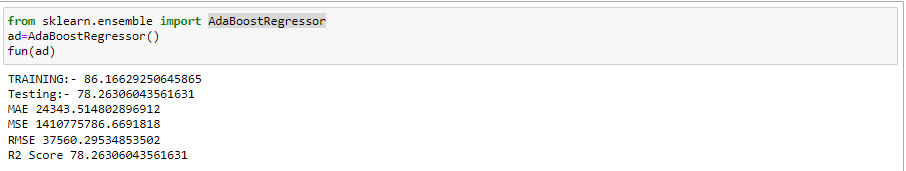 from sklearn.ensemble import AdaBoostRegressor
ad=AdaBoostRegressor()
fun(ad)
TRAINING:- 86.16629250645865
Testing:- 78.26306043561631
MAE 24343.514802896912
MSE 1410775786.6691818
RMSE 37560.29534853502
R2 Score 78.26306043561631